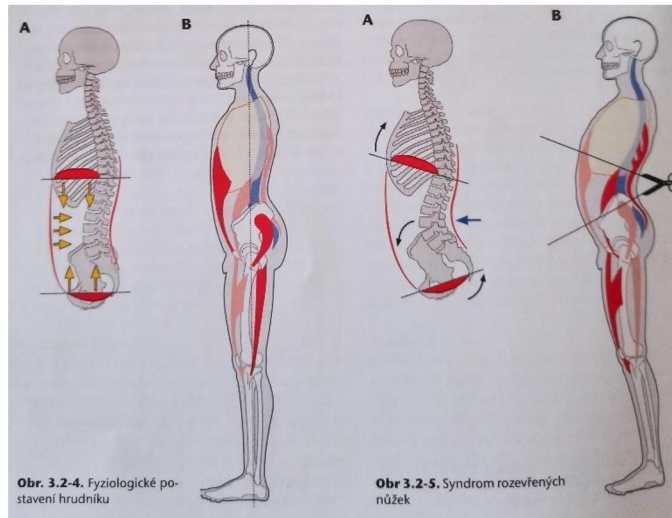 A
B
A
B
Obr. 3.2-4. Fyziologické po-
stavení hrudníku
Obr 3.2-5. Syndrom rozevřených
nůžek